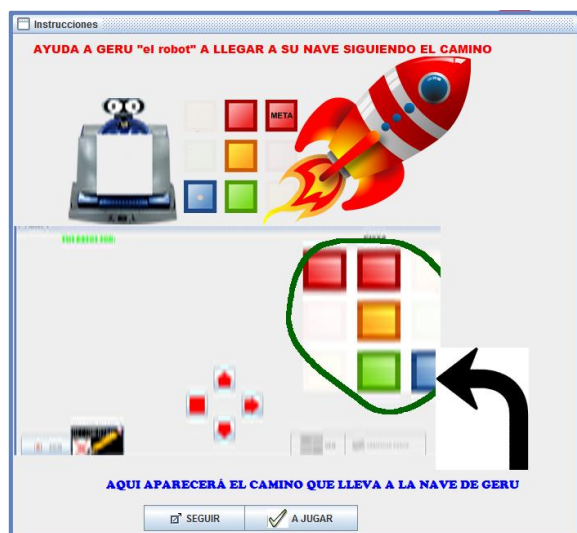 Instrucciones
AYUDA A GERU "el robot" A LLEGAR A SU NAVE SIGUIENDO EL CAMINO
META
AQUI APARECERÁ EL CAMINO QUE LLEVA A LA NAVE DE GERU
SEGUIR
A JUGAR